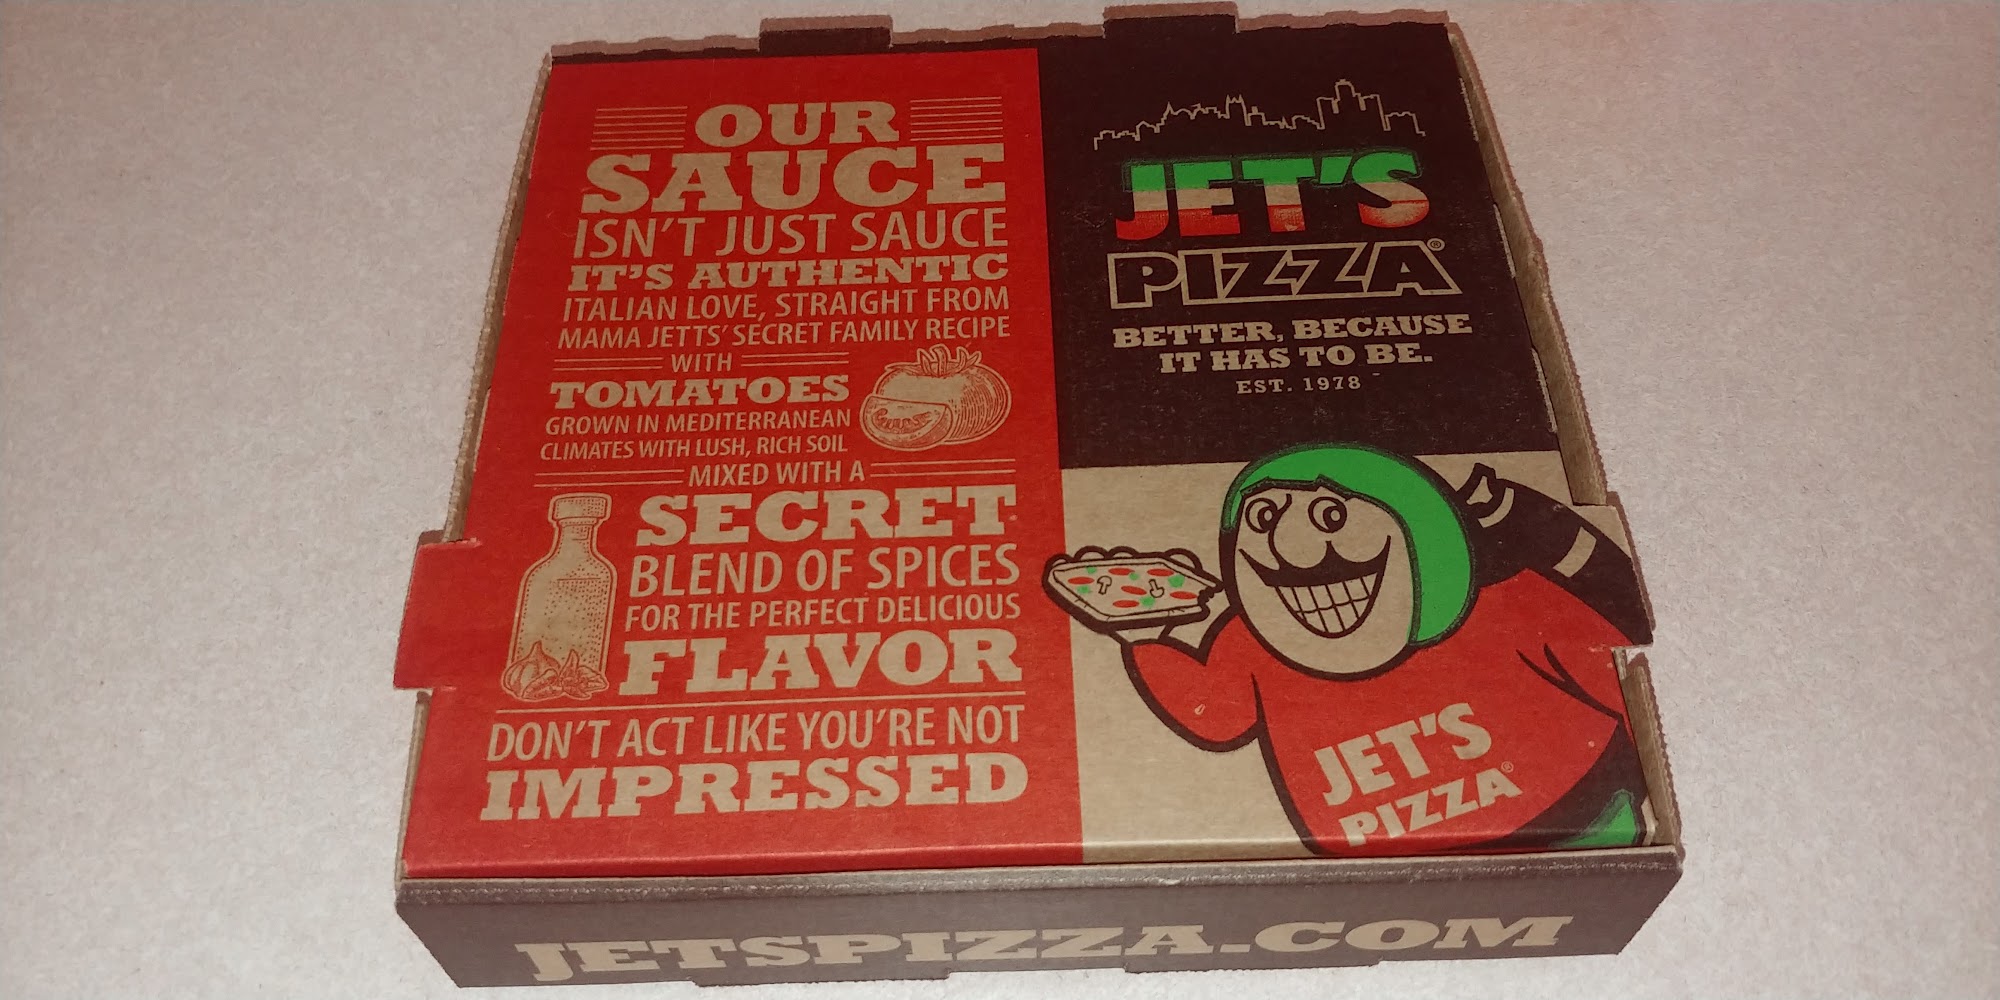 OUR
SAUCE
ISN'T JUST SAUCE
IT'S AUTHENTIC
ITALIAN LOVE, STRAIGHT FROM
MAMA JETTS' SECRET FAMILY RECIPE
WITH
TOMATOES
GROWN IN MEDITERRANEAN
CLIMATES WITH LUSH, RICH SOIL
MIXED WITH A
SECRET
BLEND OF SPICES
FOR THE PERFECT DELICIOUS
FLAVOR
DON'T ACT LIKE YOU'RE NOT
IMPRESSED
JET'S
PIZZA®
BETTER, BECAUSE
IT HAS TO BE.
EST. 1978
JET'S
PIZZA®
JETSPIZZA.COM